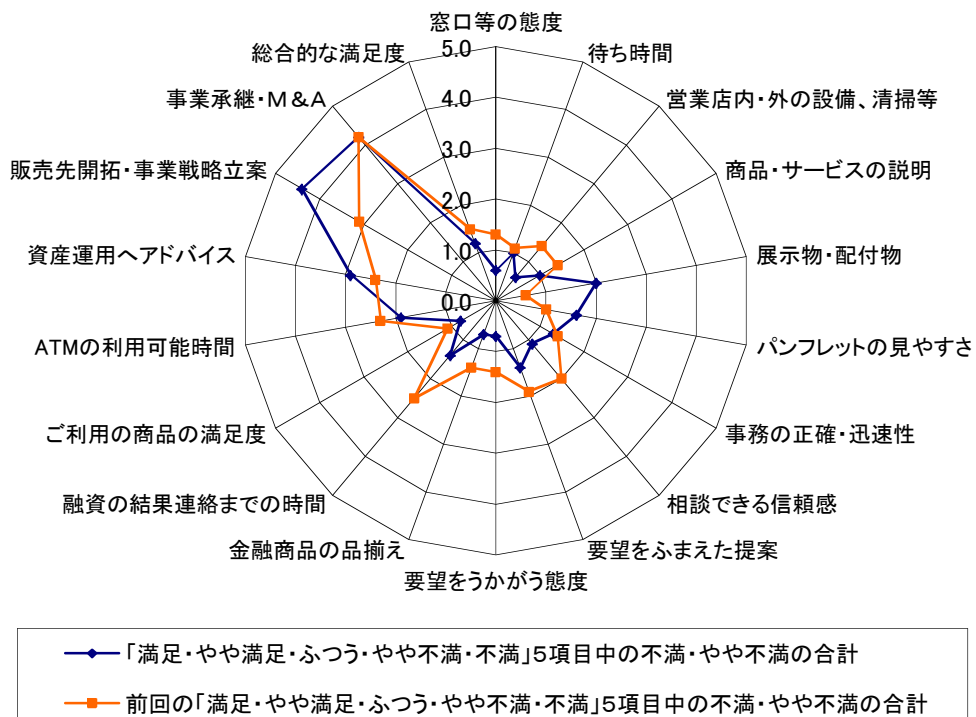 窓口等の態度
待ち時間
営業店内・外の設備、清掃等
商品・サービスの説明
展示物・配付物
パンフレットの見やすさ
事務の正確・迅速性
相談できる信頼感
要望をふまえた提案
要望をうかがう態度
金融商品の品揃え
融資の結果連絡までの時間
ご利用の商品の満足度
ATMの利用可能時間
資産運用へアドバイス
販売先開拓・事業戦略立案
事業承継・M&A
総合的な満足度
5.0
4.0
3.0
2.0
1.0
0.0
「満足・やや満足・ふつう・やや不満・不満」5項目中の不満・やや不満の合計
前回の「満足・やや満足・ふつう・やや不満・不満」5項目中の不満・やや不満の合計